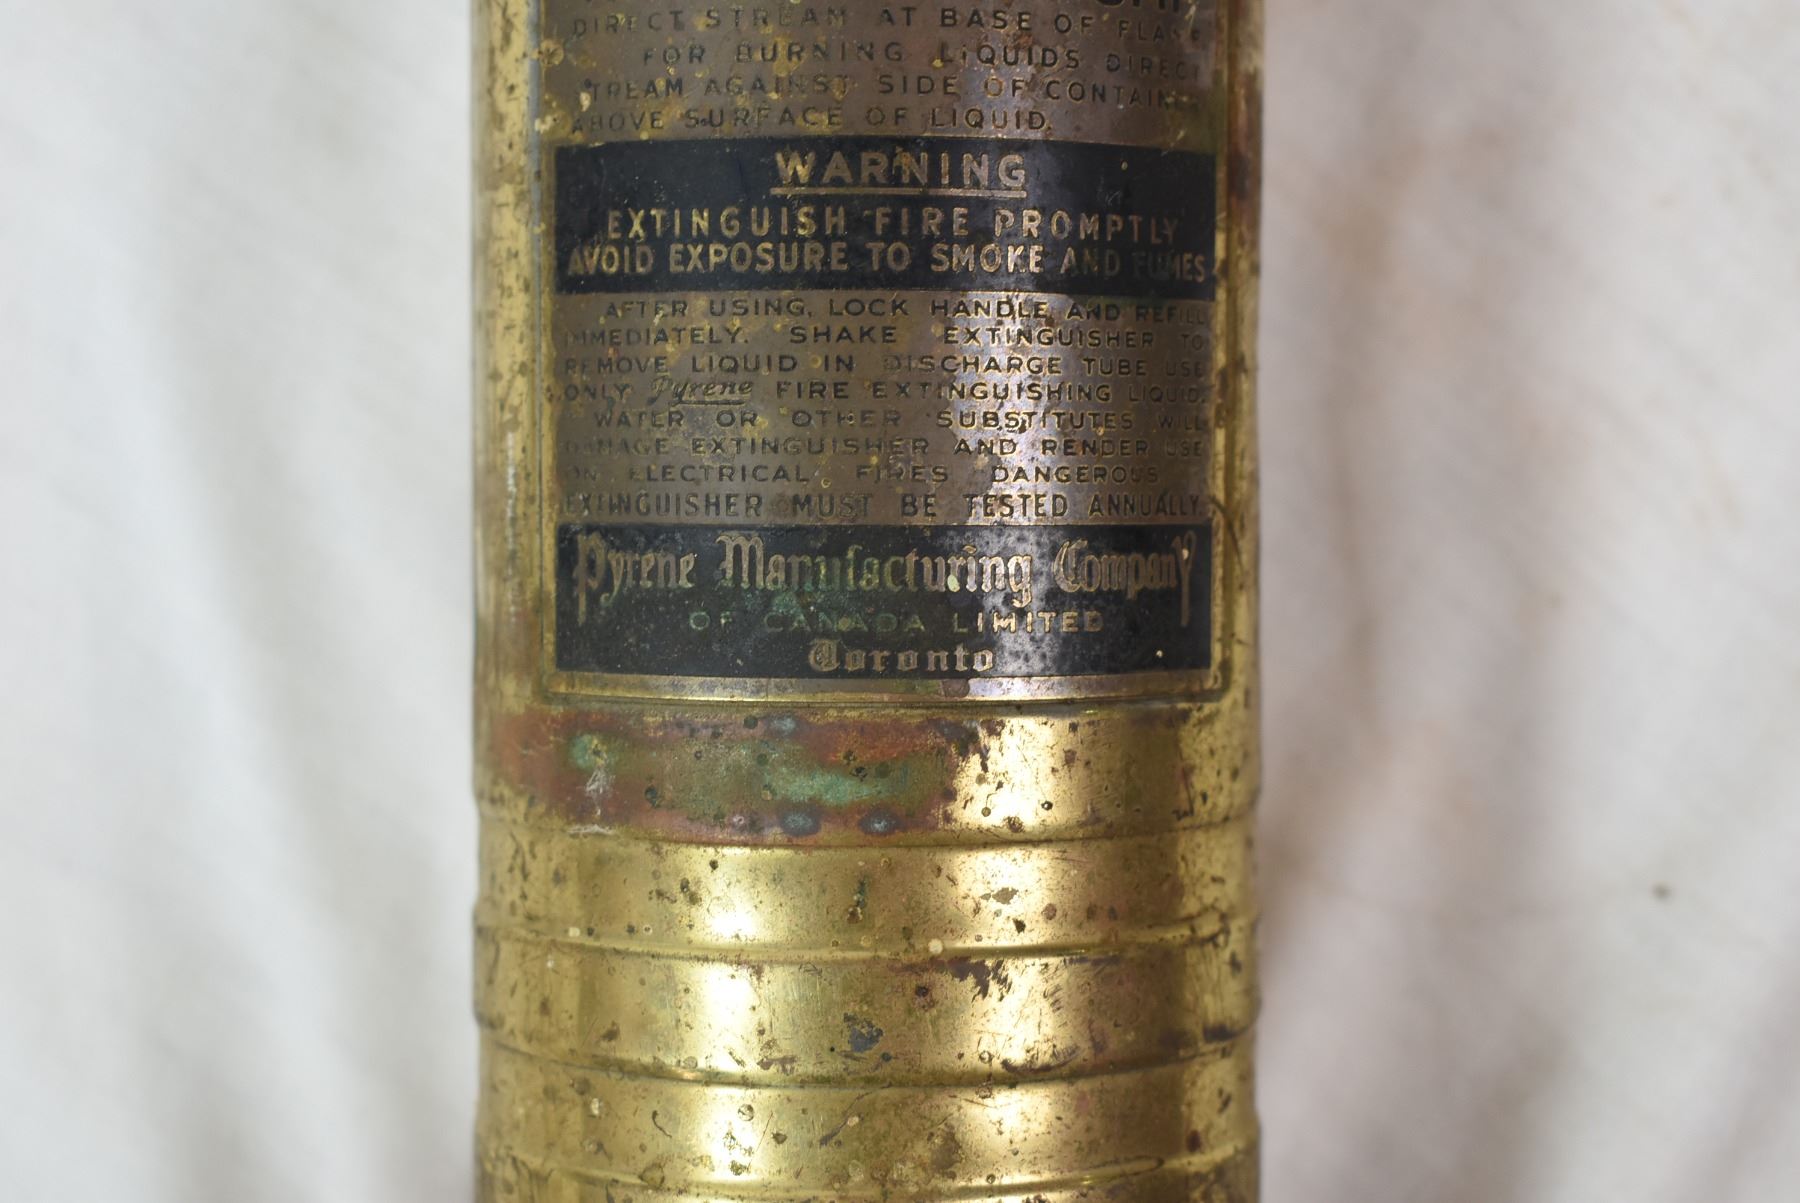 DIRECT STREAM AT BASE OF FLAME
FOR BURNING LIQUIDS DIRECT
STREAM AGAINST SIDE OF CONTAINER
ABOVE SURFACE OF LIQUID.
WARNING
EXTINGUISH FIRE PROMPTLY
AVOID EXPOSURE TO SMOKE AND FUMES
AFTER USING, LOCK HANDLE AND REFILL
IMMEDIATELY. SHAKE EXTINGUISHER TO
REMOVE LIQUID IN DISCHARGE TUBE USE
ONLY Pyrene FIRE EXTINGUISHING LIQUID.
WATER OR OTHER SUBSTITUTES WILL
DAMAGE EXTINGUISHER AND RENDER USE
ON ELECTRICAL FIRES DANGEROUS
EXTINGUISHER MUST BE TESTED ANNUALLY.
Pyrene Manufacturing Company
OF CANADA LIMITED
Toronto